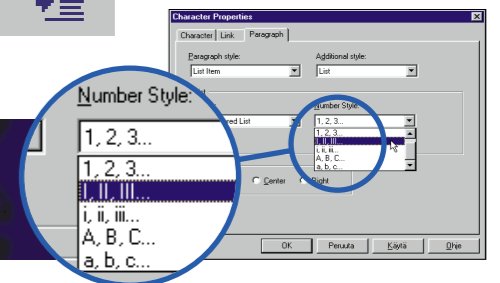 Character Properties
Character Link Paragraph
Paragraph style:
Additional style:
List Item
List
Number Style:
red List
1, 2, 3...
1, 2, 3...
I, II, III...
i, ii, iii...
A, B, C...
a, b, c...
Center
Right
OK
Peruuta
Käytä
Ohje
Number Style:
1, 2, 3...
1, 2, 3...
I, II, III...
i, ii, iii...
A, B, C...
a, b, c...